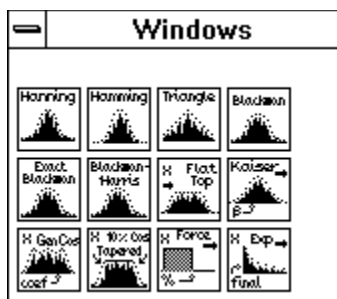 Windows
Hanning Hamming Triangle Blackman
Exact Blackman
Blackman-Harris
X Flat Top
Kaiser
β
X GenCos
coef
X 10% Cos Tapered
X Force
%
X Exp
final